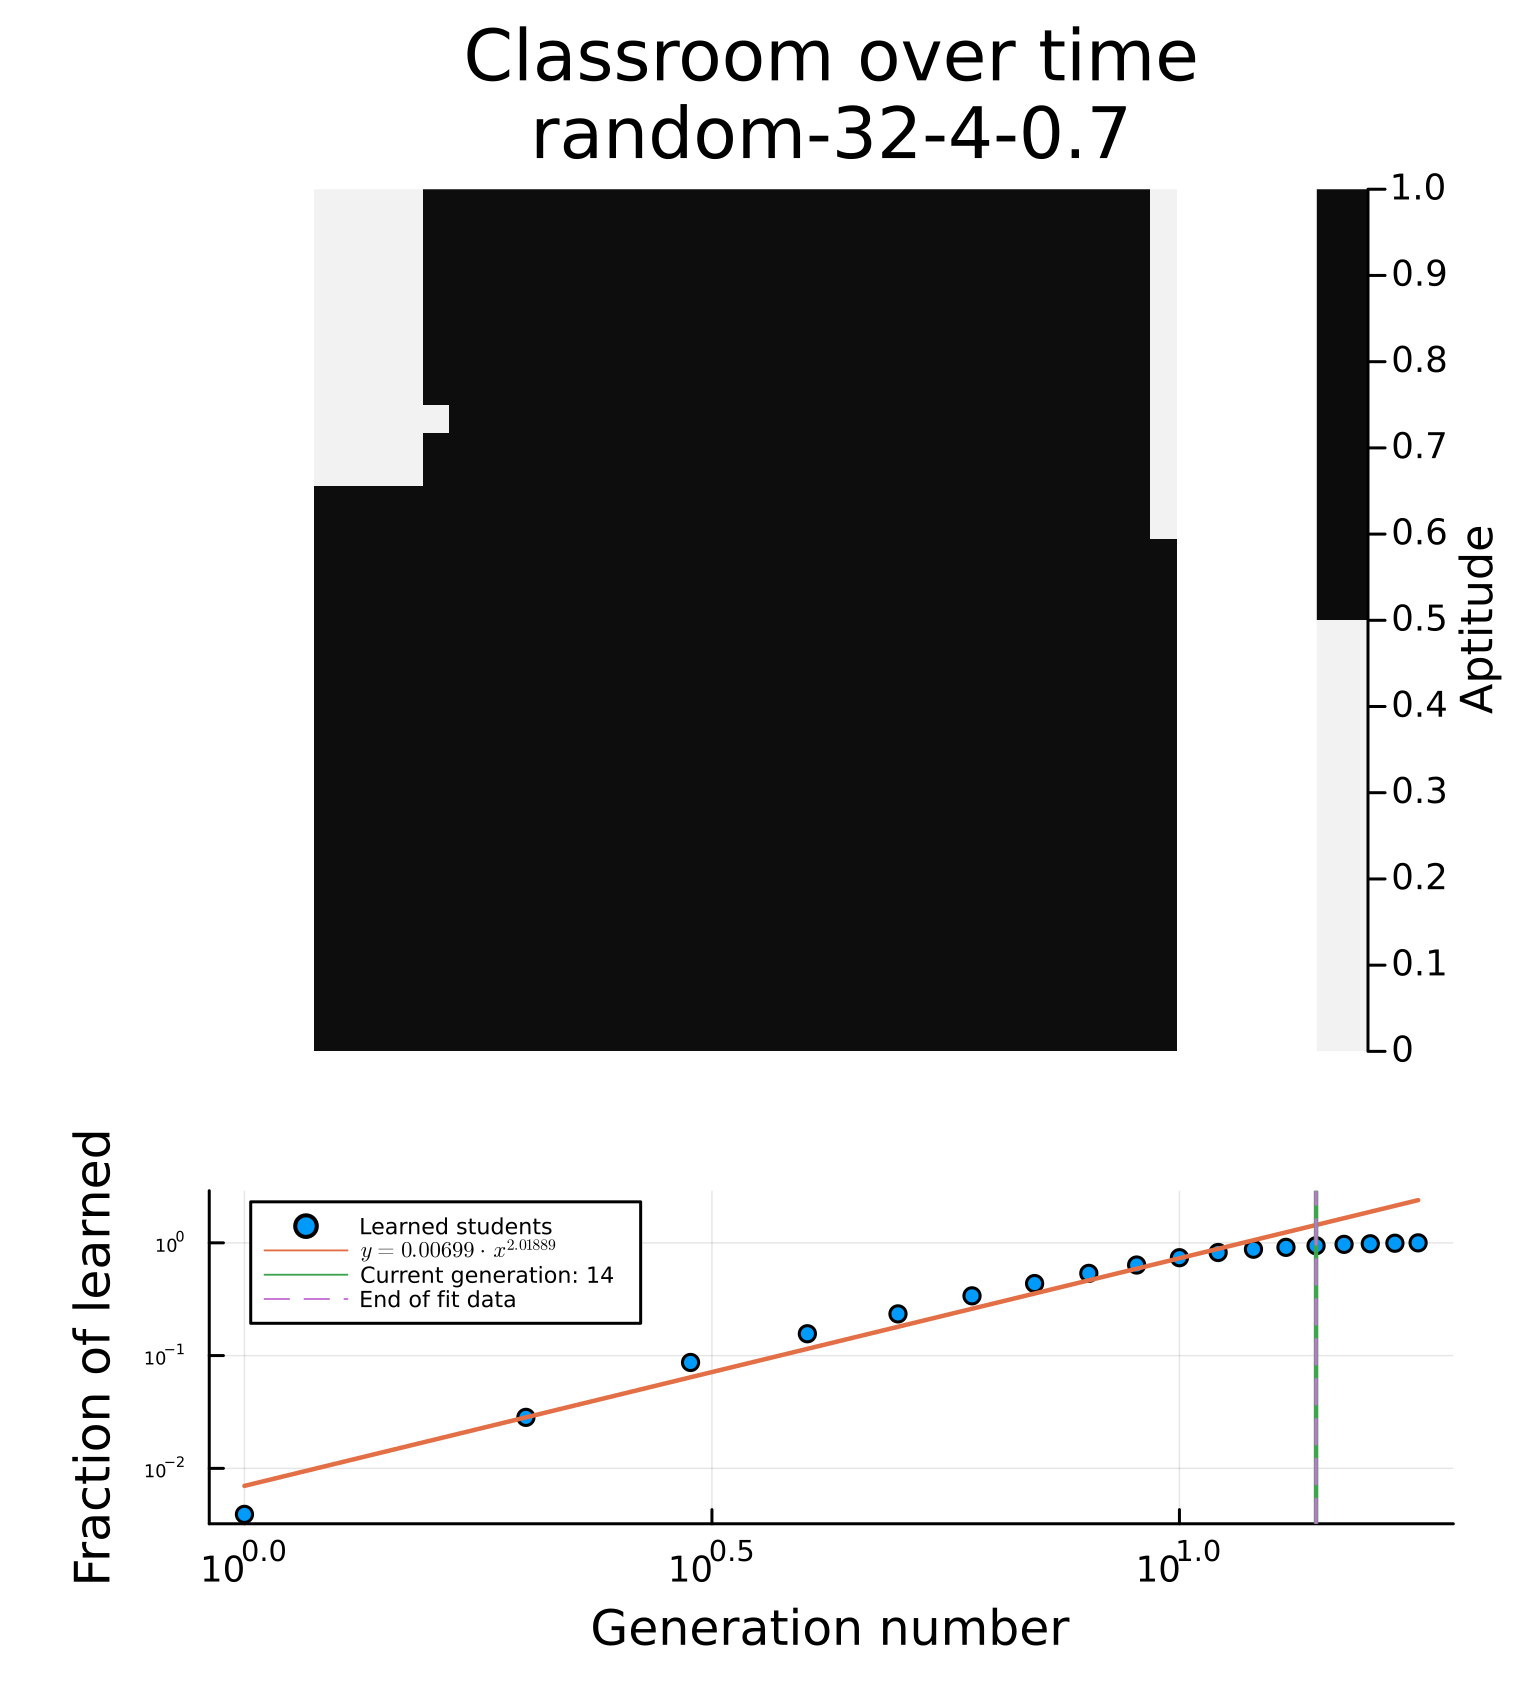 Classroom over time
random-32-4-0.7
1.0
0.9
0.8
0.7
0.6
0.5
0.4
0.3
0.2
0.1
0
Aptitude
Fraction of learned
10^0
10^−1
10^−2
Learned students
y = 0.00699 · x^2.01889
Current generation: 14
End of fit data
10^0.0
10^0.5
10^1.0
Generation number